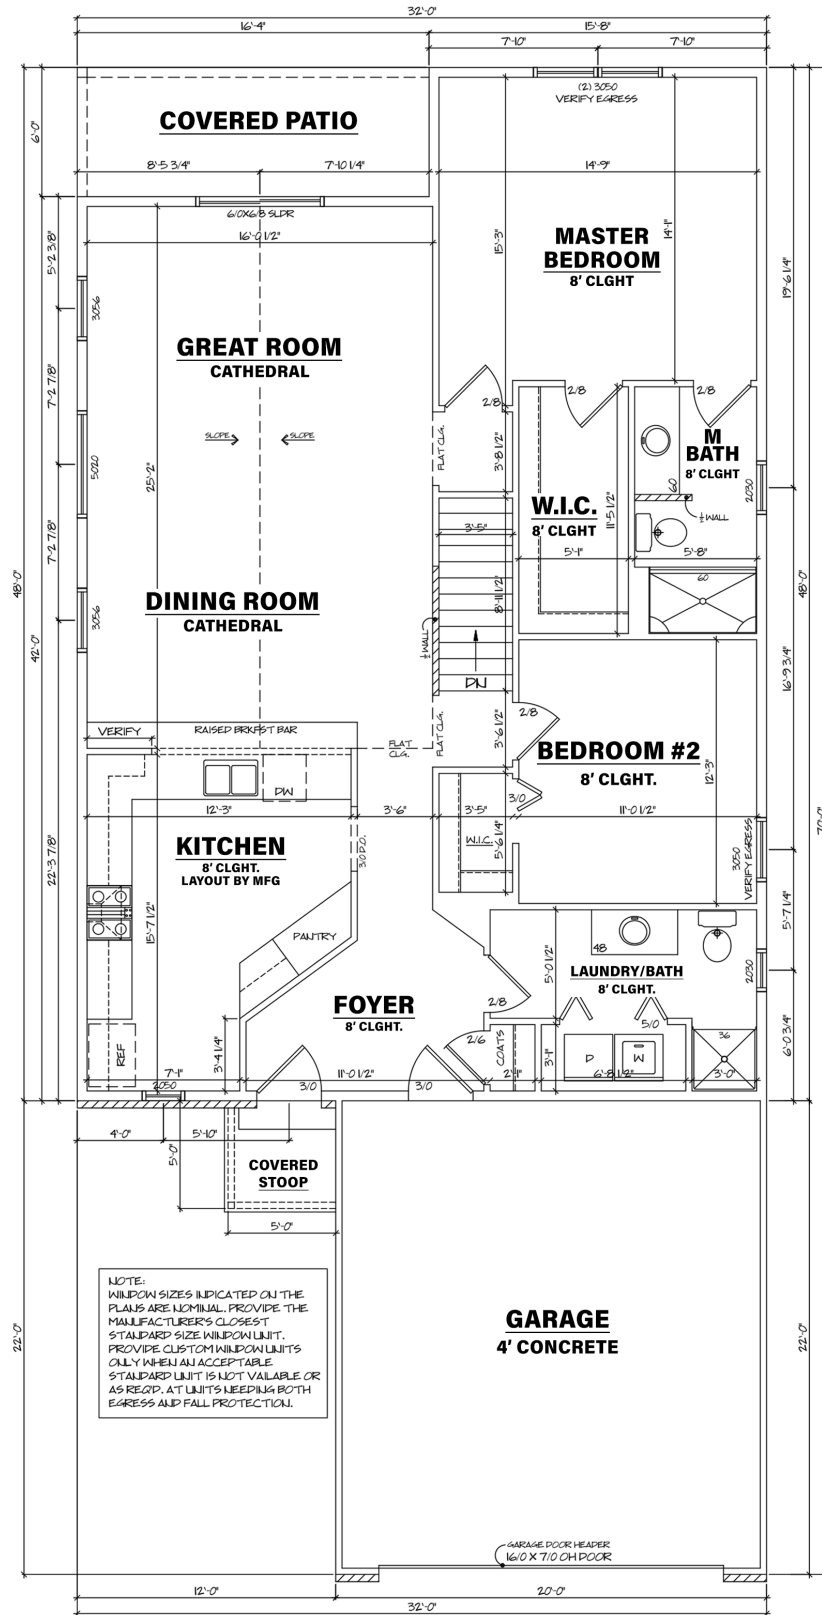 32'-0"
16'-4"
15'-8"
7'-10"
7'-10"
(2) 3050
VERIFY EGRESS
6'-0"
COVERED PATIO
8'-5 3/4"
7'-10 1/4"
14'-9"
6/0X6/8 SLDR
16'-0 1/2"
5'-2 3/8"
15'-3"
14'-1"
MASTER
BEDROOM
8' CLGHT
19'-6 1/4"
3056
GREAT ROOM
CATHEDRAL
7'-2 7/8"
2/8
2/8
2/8
SLOPE
SLOPE
FLAT CLG.
3'-8 1/2"
M
BATH
8' CLGHT
5020
25'-2"
60
2030
W.I.C.
8' CLGHT
11'-5 1/2"
1/2 WALL
3'-5"
5'-1"
5'-8"
7'-2 7/8"
48'-0"
48'-0"
60
DINING ROOM
CATHEDRAL
8'-11 1/2"
3056
42'-0"
1/2 WALL
16'-9 3/4"
DN
2/8
VERIFY
RAISED BRKFST BAR
FLAT
CLG.
FLAT CLG.
3'-6 1/2"
BEDROOM #2
8' CLGHT.
12'-3"
DW
3/0
12'-3"
3'-6"
3'-5"
11'-0 1/2"
70'-0"
KITCHEN
8' CLGHT.
LAYOUT BY MFG
3/0 D.O.
W.I.C.
5'-6 1/4"
3050
VERIFY EGRESS
22'-3 7/8"
15'-7 1/2"
PANTRY
5'-7 1/4"
48
5'-0 1/2"
LAUNDRY/BATH
8' CLGHT.
2030
FOYER
8' CLGHT.
2/8
5/0
REF
3'-4 1/4"
2/6
COATS
3'-1"
D
W
36
6'-0 3/4"
7'-1"
11'-0 1/2"
2'-1"
6'-8 1/2"
3'-0"
2050
3/0
3/0
4'-0"
5'-10"
5'-0"
COVERED
STOOP
5'-0"
NOTE:
WINDOW SIZES INDICATED ON THE
PLANS ARE NOMINAL. PROVIDE THE
MANUFACTURER'S CLOSEST
STANDARD SIZE WINDOW UNIT.
PROVIDE CUSTOM WINDOW UNITS
ONLY WHEN AN ACCEPTABLE
STANDARD UNIT IS NOT VAILABLE OR
AS REQ'D. AT UNITS NEEDING BOTH
EGRESS AND FALL PROTECTION.
GARAGE
4' CONCRETE
22'-0"
22'-0"
GARAGE DOOR HEADER
16/0 X 7/0 OH DOOR
12'-0"
20'-0"
32'-0"